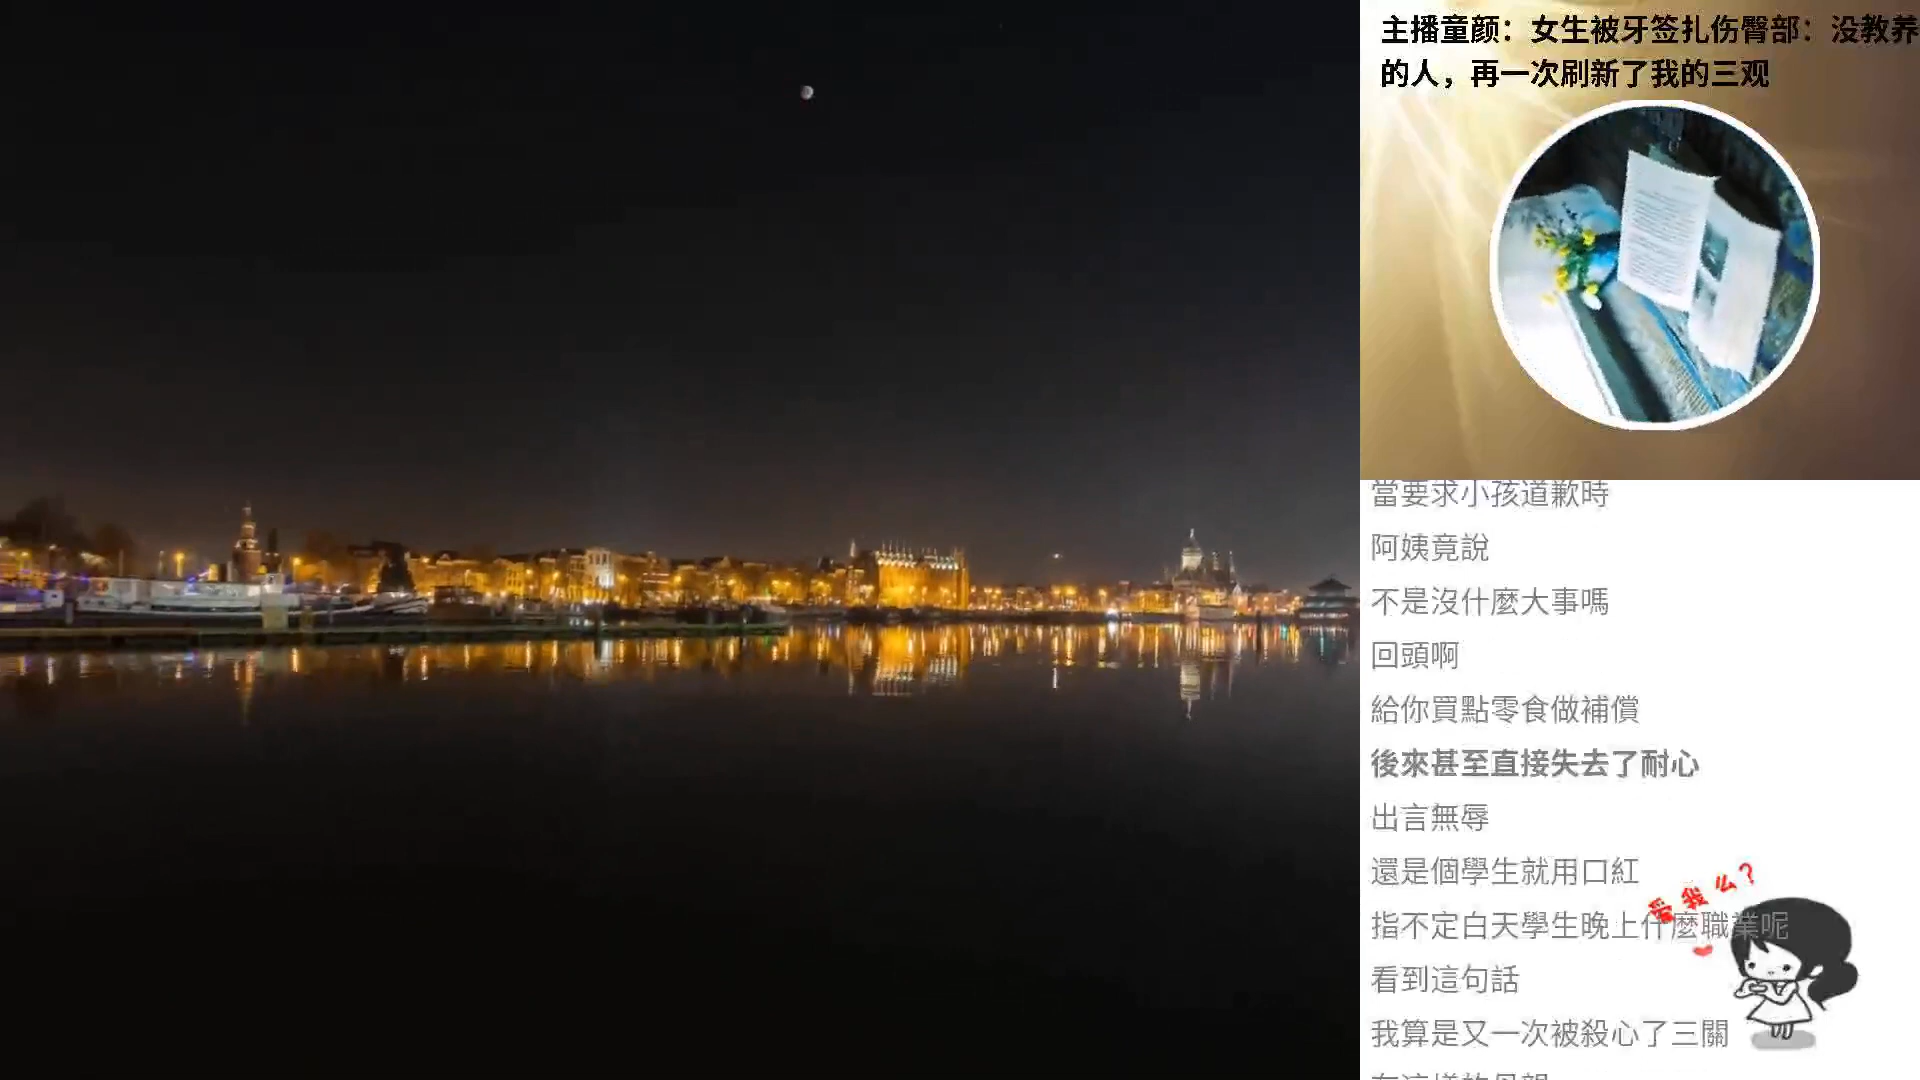 主播童颜：女生被牙签扎伤臀部：没教养
的人，再一次刷新了我的三观
當要求小孩道歉時
阿姨竟說
不是沒什麼大事嗎
回頭啊
給你買點零食做補償
後來甚至直接失去了耐心
出言無辱
還是個學生就用口紅
爱我么？
指不定白天學生晚上什麼職業呢
看到這句話
我算是又一次被殺心了三關